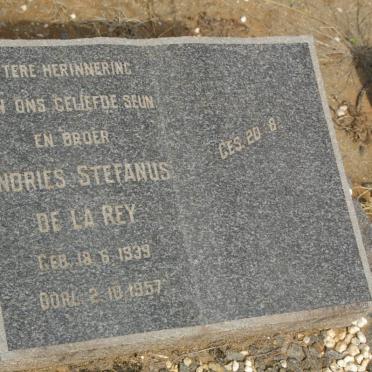 TERE HERINNERING
N ONS GELIEFDE SEUN
EN BROER
NDRIES STEFANUS
DE LA REY
GEB. 18. 6. 1939
OORL. 2. 10. 1957
GES. 20. 8.